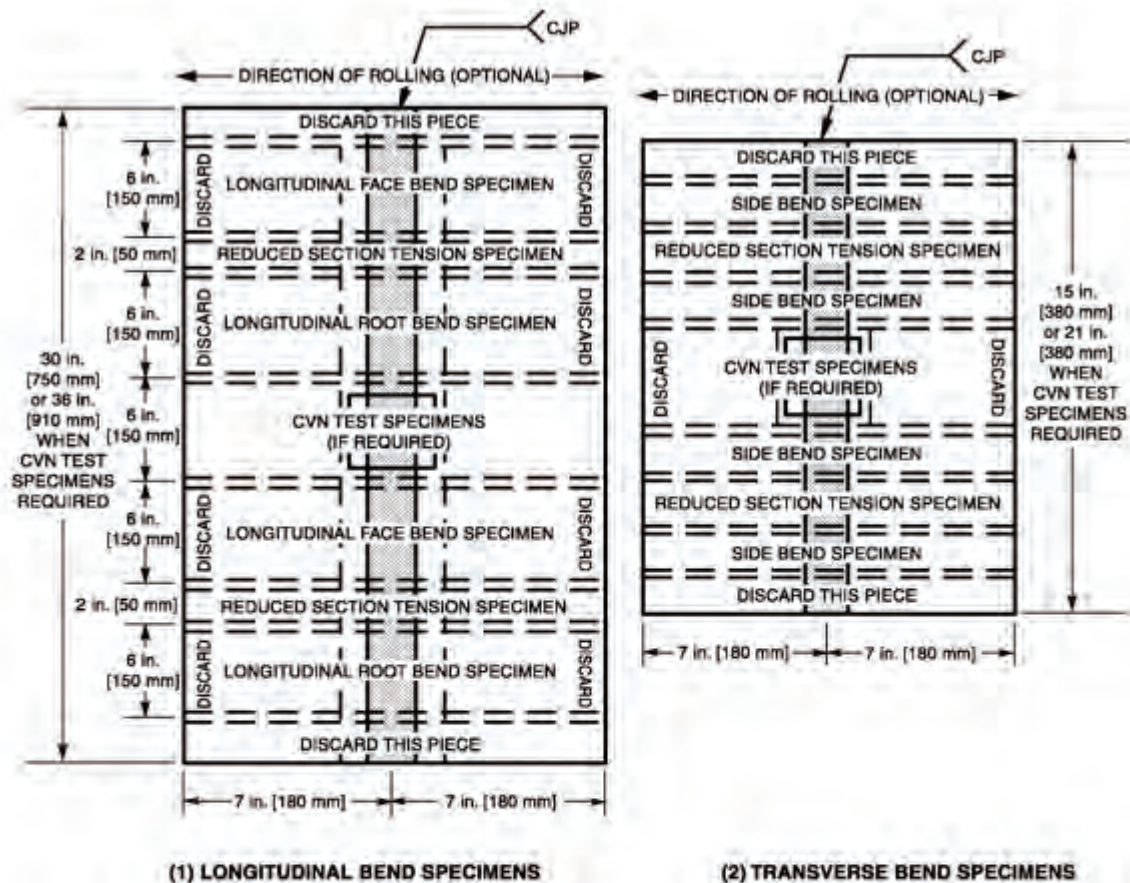 CJP
DIRECTION OF ROLLING (OPTIONAL)
DISCARD THIS PIECE
6 in.
[150 mm]
DISCARD
LONGITUDINAL FACE BEND SPECIMEN
DISCARD
2 in. [50 mm]
REDUCED SECTION TENSION SPECIMEN
6 in.
[150 mm]
DISCARD
LONGITUDINAL ROOT BEND SPECIMEN
DISCARD
30 in.
[750 mm]
or 36 in.
[910 mm]
WHEN
CVN TEST
SPECIMENS
REQUIRED
6 in.
[150 mm]
CVN TEST SPECIMENS
(IF REQUIRED)
6 in.
[150 mm]
DISCARD
LONGITUDINAL FACE BEND SPECIMEN
DISCARD
2 in. [50 mm]
REDUCED SECTION TENSION SPECIMEN
6 in.
[150 mm]
DISCARD
LONGITUDINAL ROOT BEND SPECIMEN
DISCARD
DISCARD THIS PIECE
7 in. [180 mm]
7 in. [180 mm]
(1) LONGITUDINAL BEND SPECIMENS
CJP
DIRECTION OF ROLLING (OPTIONAL)
DISCARD THIS PIECE
SIDE BEND SPECIMEN
REDUCED SECTION TENSION SPECIMEN
SIDE BEND SPECIMEN
DISCARD
CVN TEST SPECIMENS
(IF REQUIRED)
DISCARD
15 in.
[380 mm]
or 21 in.
[380 mm]
WHEN
CVN TEST
SPECIMENS
REQUIRED
SIDE BEND SPECIMEN
REDUCED SECTION TENSION SPECIMEN
SIDE BEND SPECIMEN
DISCARD THIS PIECE
7 in. [180 mm]
7 in. [180 mm]
(2) TRANSVERSE BEND SPECIMENS